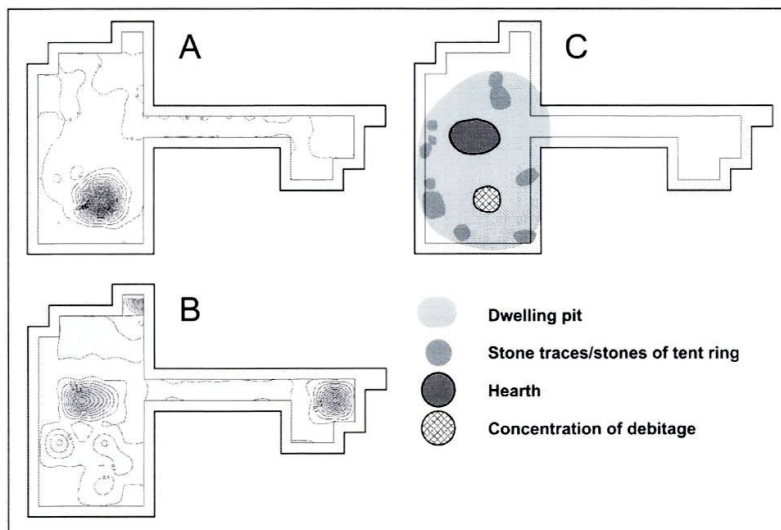 A
C
B
Dwelling pit
Stone traces/stones of tent ring
Hearth
Concentration of debitage